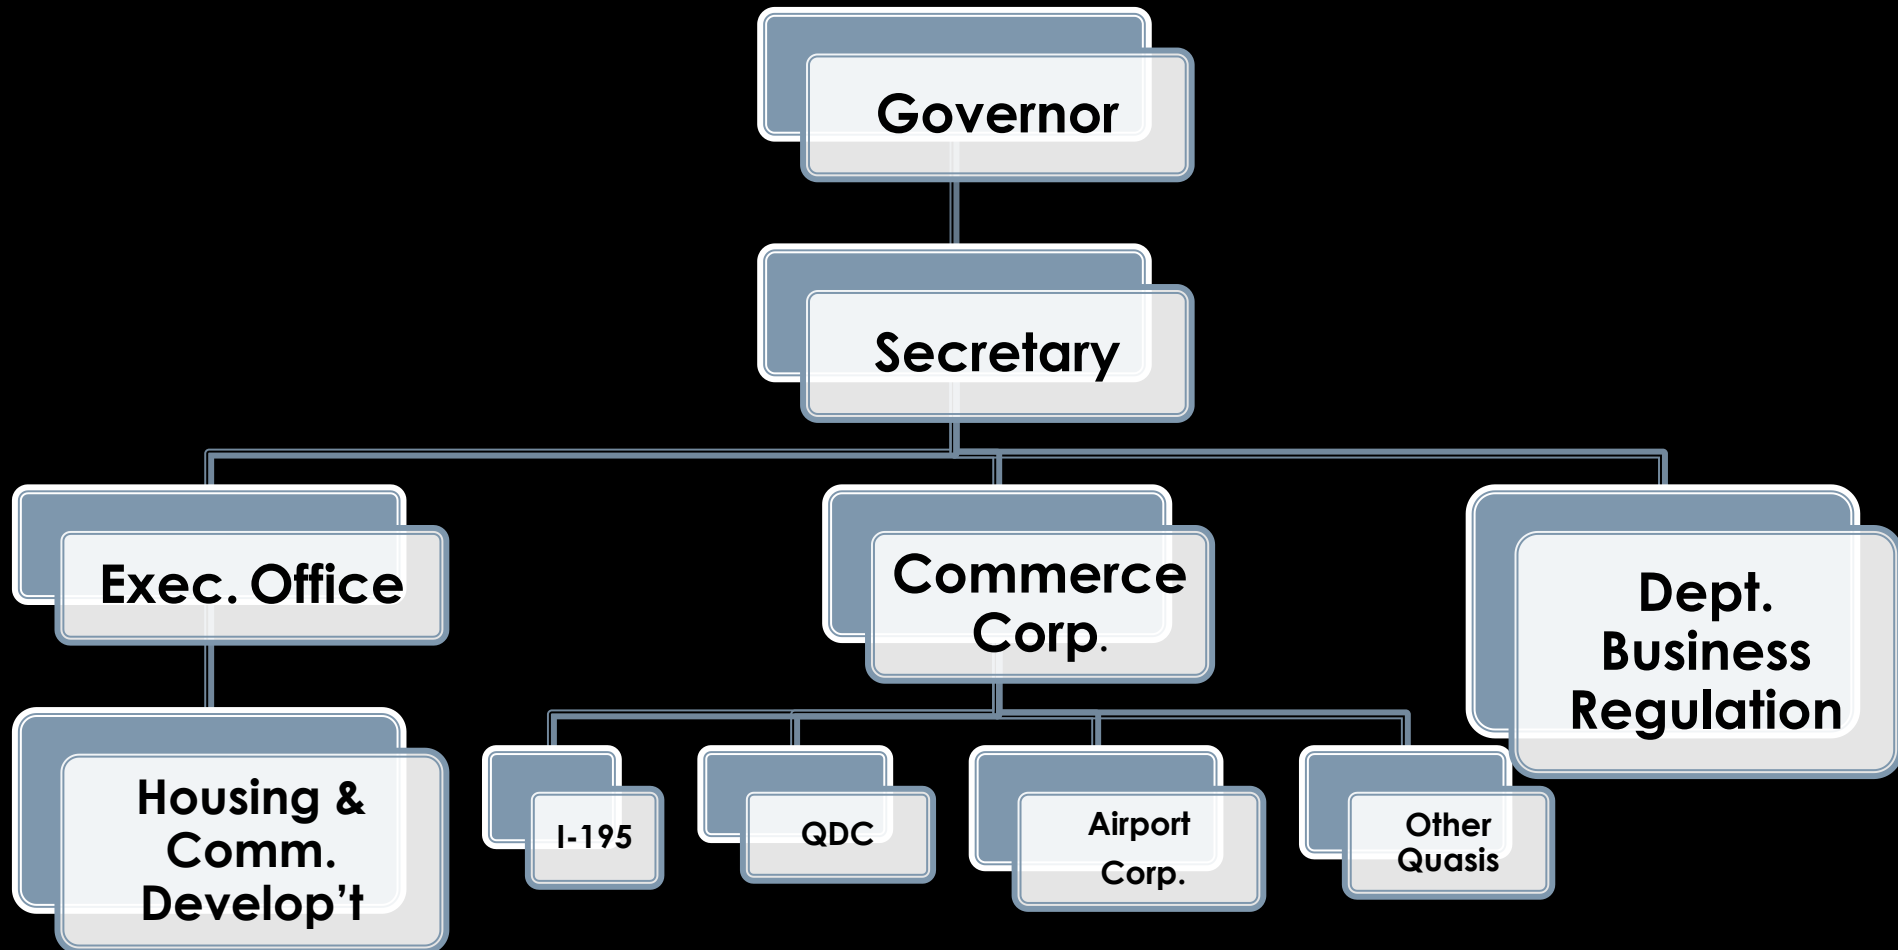 Governor
Secretary
Exec. Office
Commerce
Corp.
Dept.
Business
Regulation
Housing &
Comm.
Develop’t
I-195
QDC
Airport
Corp.
Other
Quasis